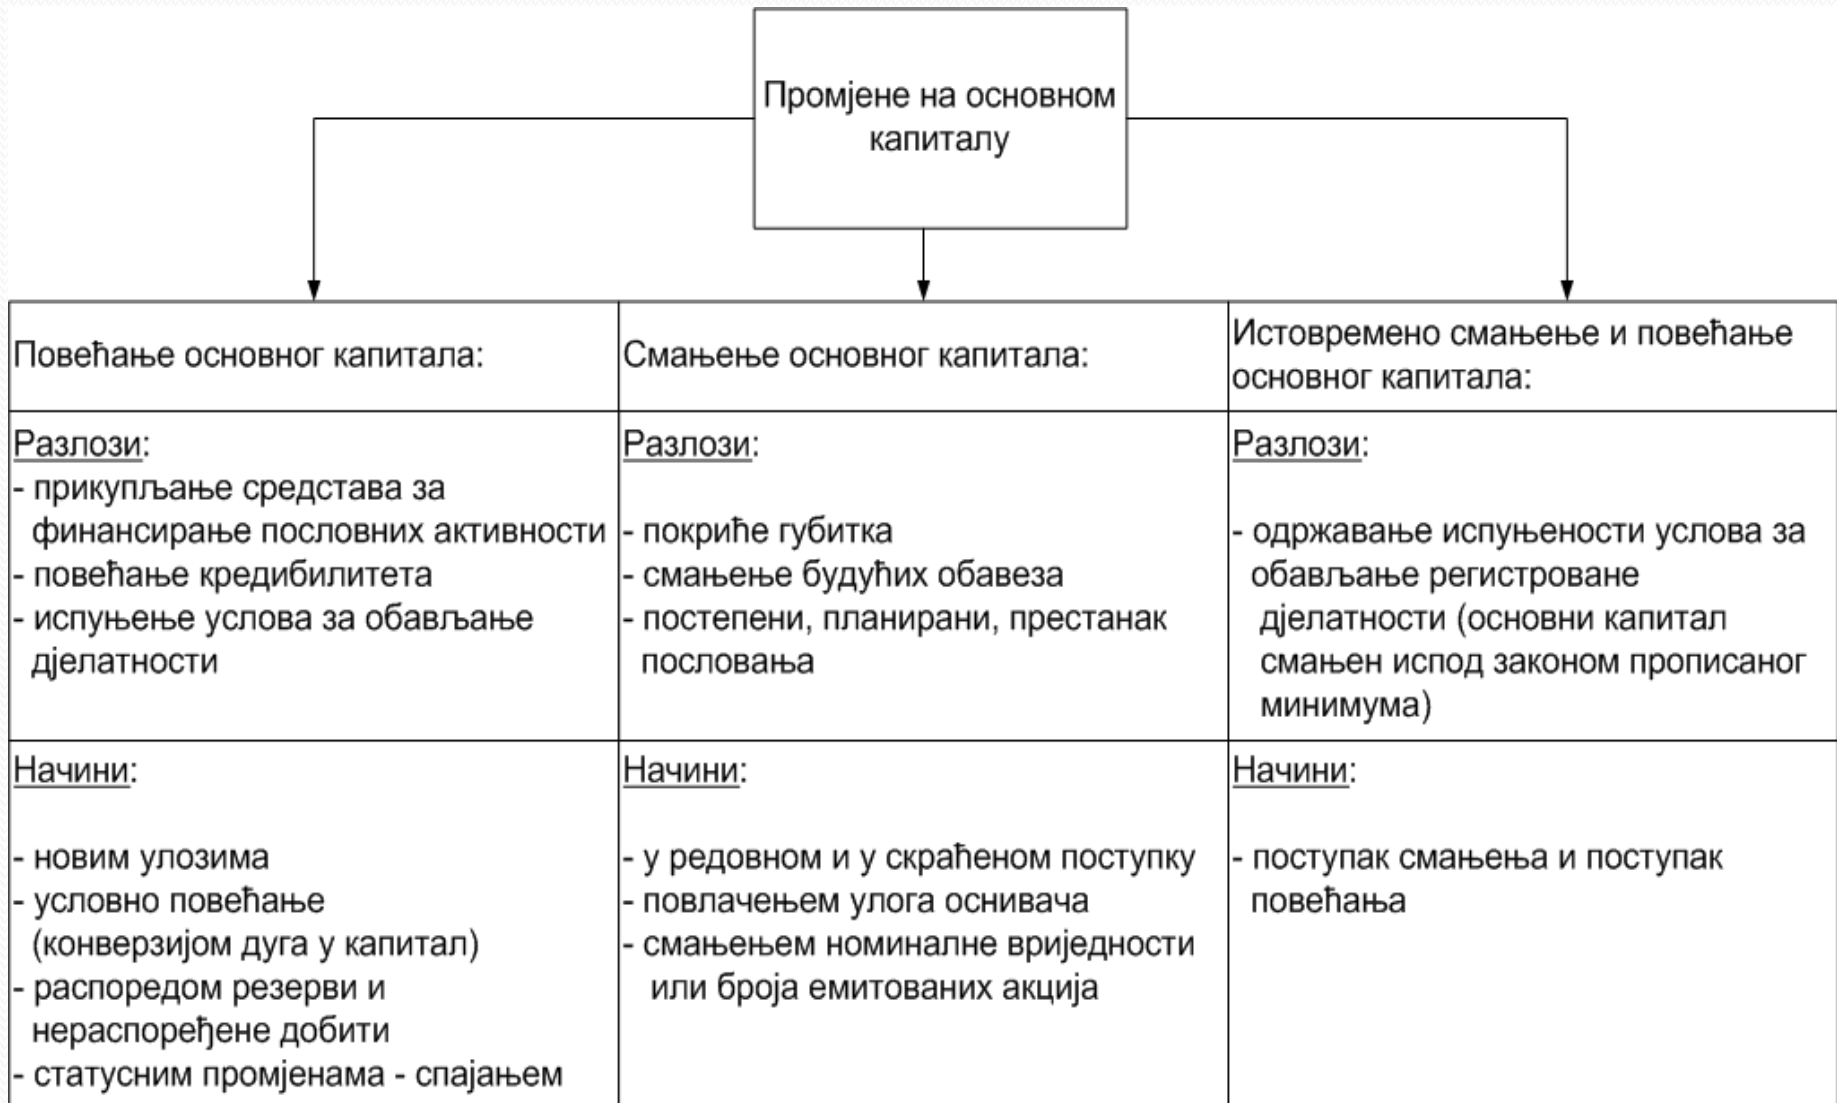 Промјене на основном
капиталу
Повећање основног капитала:
Разлози:
- прикупљање средстава за
финансирање пословних активности
- повећање кредибилитета
- испуњење услова за обављање
дјелатности
Начини:
- новим улозима
- условно повећање
(конверзијом дуга у капитал)
- распоредом резерви и
нераспоређене добити
- статусним промјенама - спајањем
Смањење основног капитала:
Разлози:
- покриће губитка
- смањење будућих обавеза
- постепени, планирани, престанак
пословања
Начини:
- у редовном и у скраћеном поступку
- повлачењем улога оснивача
- смањењем номиналне вриједности
или броја емитованих акција
Истовремено смањење и повећање
основног капитала:
Разлози:
- одржавање испуњености услова за
обављање регистроване
дјелатности (основни капитал
смањен испод законом прописаног
минимума)
Начини:
- поступак смањења и поступак
повећања